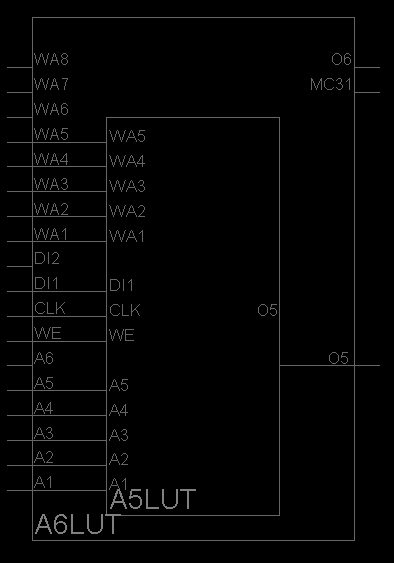 WA8 O6
WA7 MC31
WA6
WA5 WA5
WA4 WA4
WA3 WA3
WA2 WA2
WA1 WA1
DI2
DI1 DI1
CLK CLK O5
WE WE
A6 O5
A5 A5
A4 A4
A3 A3
A2 A2
A1 A1
A5LUT
A6LUT